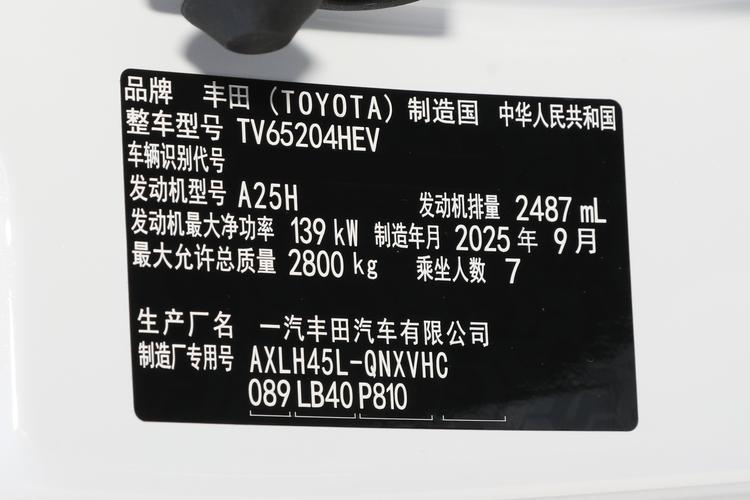 品牌 丰田 (TOYOTA) 制造国 中华人民共和国
整车型号 TV65204HEV
车辆识别代号
发动机型号 A25H 发动机排量 2487 mL
发动机最大净功率 139 kW 制造年月 2025 年 9 月
最大允许总质量 2800 kg 乘坐人数 7
生产厂名 一汽丰田汽车有限公司
制造厂专用号 AXLH45L-QNXVHC
089 LB40 P810